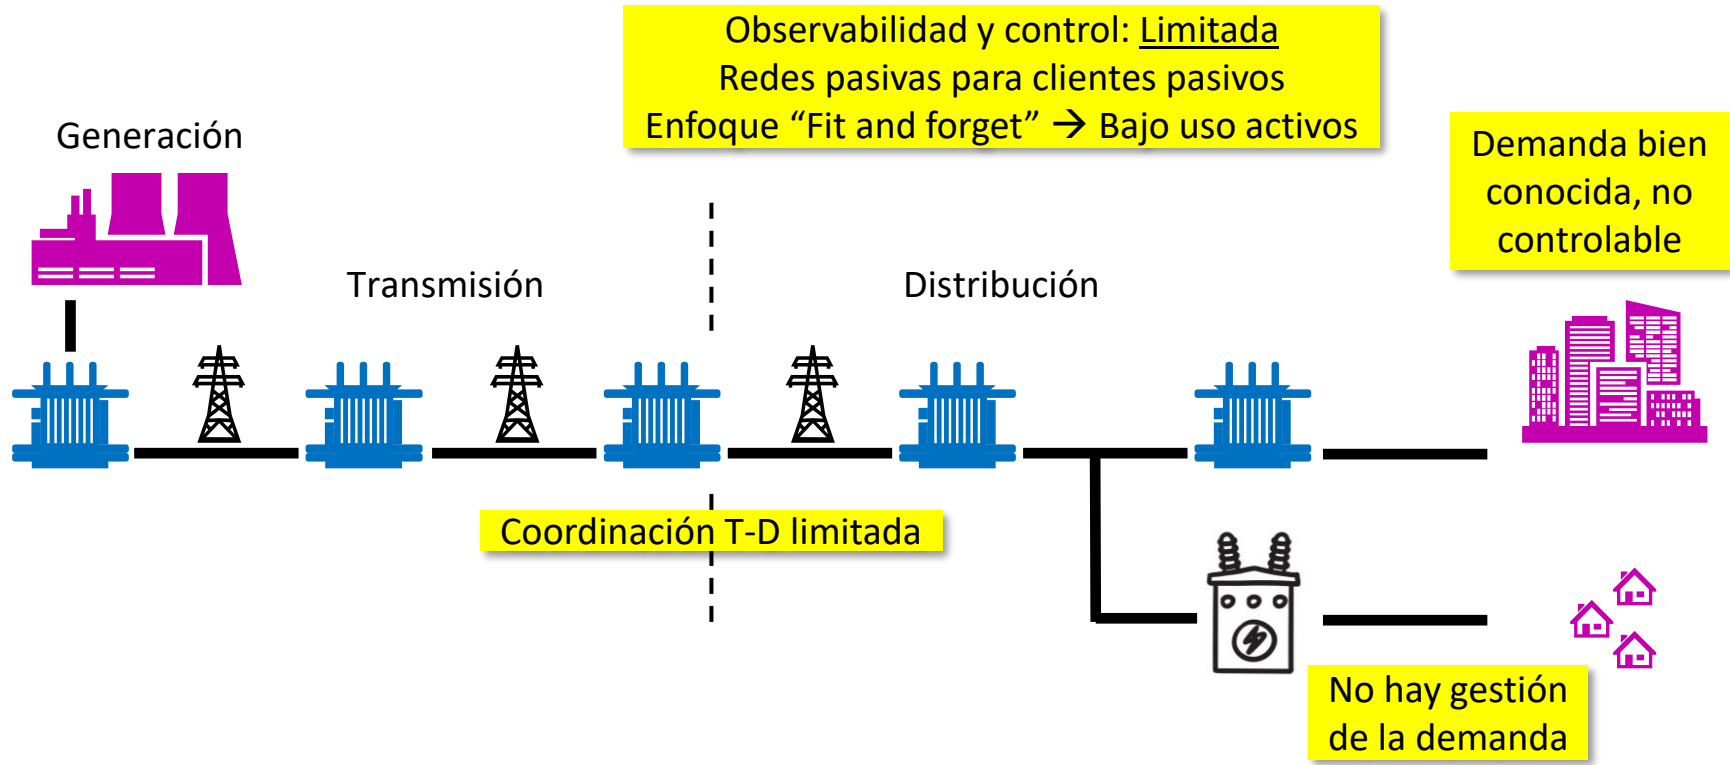 Observabilidad y control: Limitada
Redes pasivas para clientes pasivos
Enfoque “Fit and forget” → Bajo uso activos
Generación
Demanda bien
conocida, no
controlable
Transmisión
Distribución
Coordinación T-D limitada
No hay gestión
de la demanda